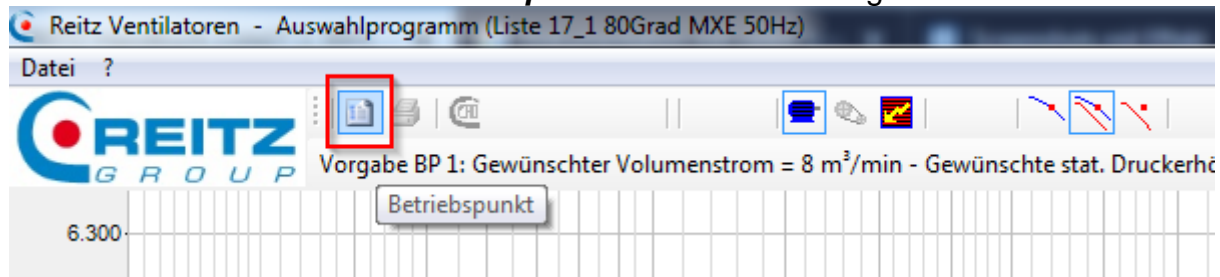 Reitz Ventilatoren - Auswahlprogramm (Liste 17_1 80Grad MXE 50Hz)
Datei ?
REITZ
GROUP
Vorgabe BP 1: Gewünschter Volumenstrom = 8 m³/min - Gewünschte stat. Druckerhö
Betriebspunkt
6.300